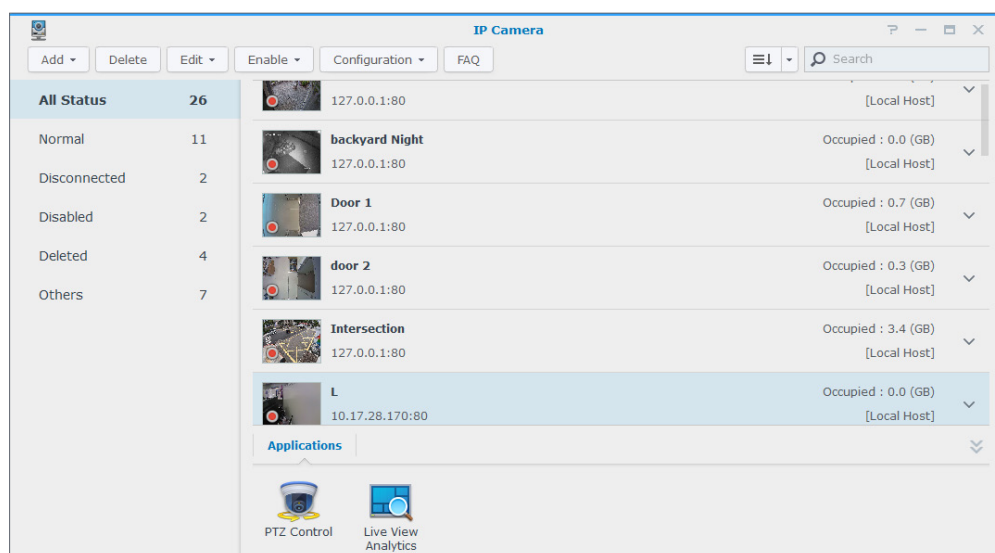 IP Camera
Add Delete Edit Enable Configuration FAQ Search
All Status 26
Normal 11
Disconnected 2
Disabled 2
Deleted 4
Others 7
127.0.0.1:80 [Local Host]
backyard Night Occupied : 0.0 (GB)
127.0.0.1:80 [Local Host]
Door 1 Occupied : 0.7 (GB)
127.0.0.1:80 [Local Host]
door 2 Occupied : 0.3 (GB)
127.0.0.1:80 [Local Host]
Intersection Occupied : 3.4 (GB)
127.0.0.1:80 [Local Host]
L Occupied : 0.0 (GB)
10.17.28.170:80 [Local Host]
Applications
PTZ Control
Live View
Analytics